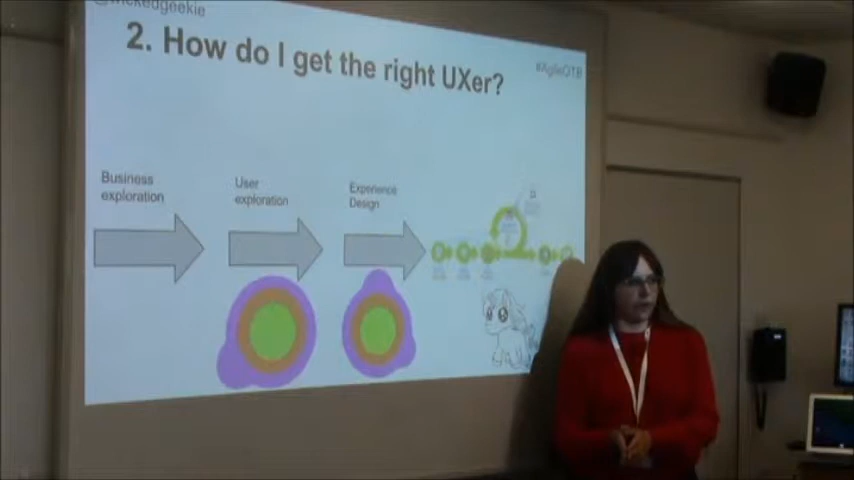 @wickedgeekie
2. How do I get the right UXer?
#AgileOTB
Business
exploration
User
exploration
Experience
Design